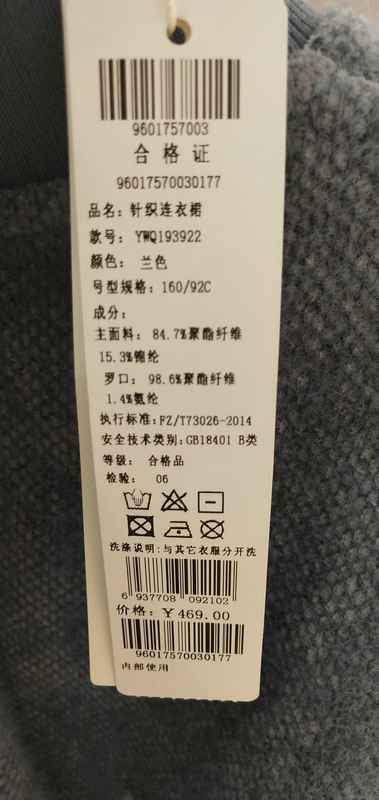 9601757003
合格证
96017570030177
品名: 针织连衣裙
款号: YWQ193922
颜色: 兰色
号型规格: 160/92C
成分:
主面料: 84.7%聚酯纤维
15.3%锦纶
罗口: 98.6%聚酯纤维
1.4%氨纶
执行标准: FZ/T73026-2014
安全技术类别: GB18401 B类
等级: 合格品
检验: 06
洗涤说明: 与其它衣服分开洗
6 937708 092102
价格: ¥469.00
96017570030177
内部使用